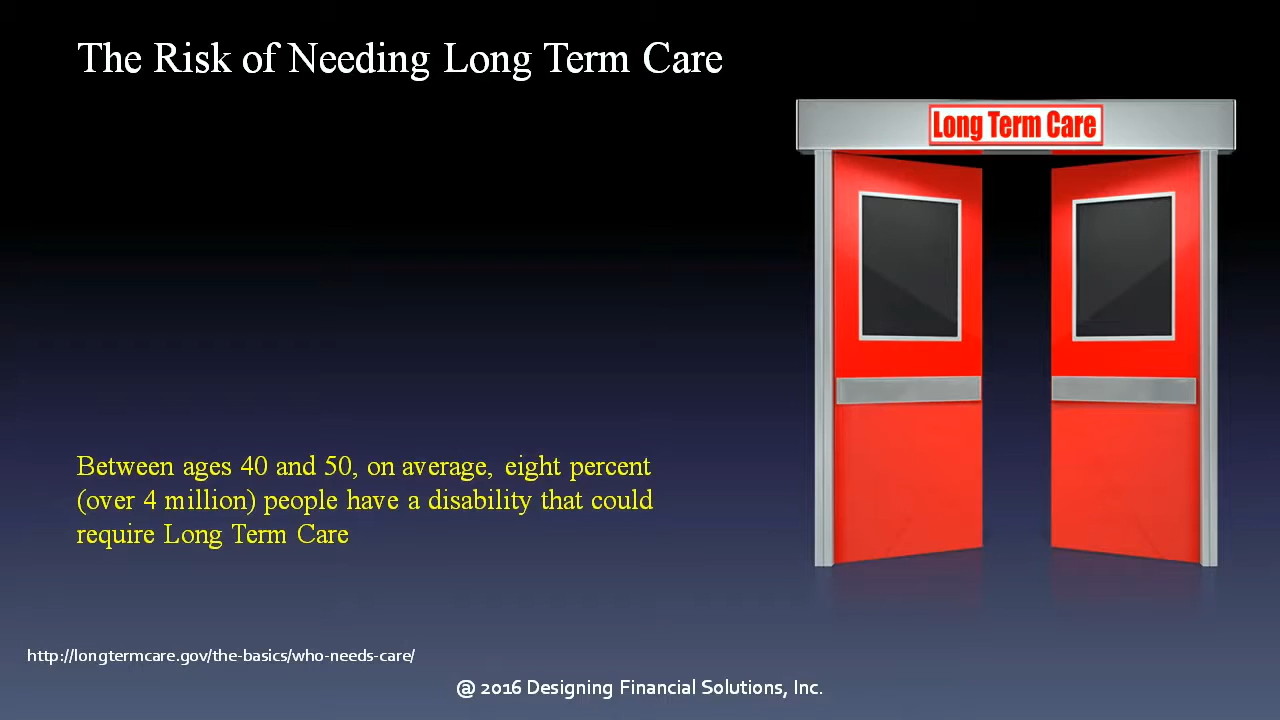 The Risk of Needing Long Term Care
Long Term Care
Between ages 40 and 50, on average, eight percent
(over 4 million) people have a disability that could
require Long Term Care
http://longtermcare.gov/the-basics/who-needs-care/
@ 2016 Designing Financial Solutions, Inc.